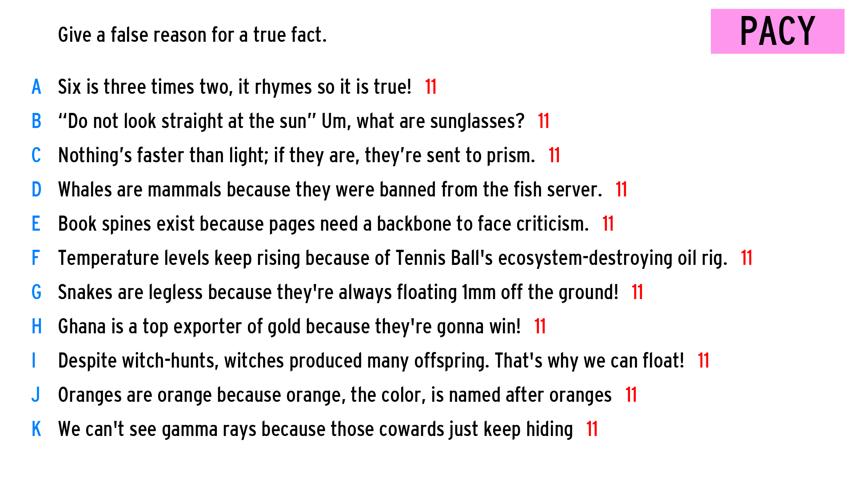 Give a false reason for a true fact.
PACY
A Six is three times two, it rhymes so it is true! 11
B “Do not look straight at the sun” Um, what are sunglasses? 11
C Nothing’s faster than light; if they are, they’re sent to prism. 11
D Whales are mammals because they were banned from the fish server. 11
E Book spines exist because pages need a backbone to face criticism. 11
F Temperature levels keep rising because of Tennis Ball's ecosystem-destroying oil rig. 11
G Snakes are legless because they're always floating 1mm off the ground! 11
H Ghana is a top exporter of gold because they're gonna win! 11
I Despite witch-hunts, witches produced many offspring. That's why we can float! 11
J Oranges are orange because orange, the color, is named after oranges 11
K We can't see gamma rays because those cowards just keep hiding 11